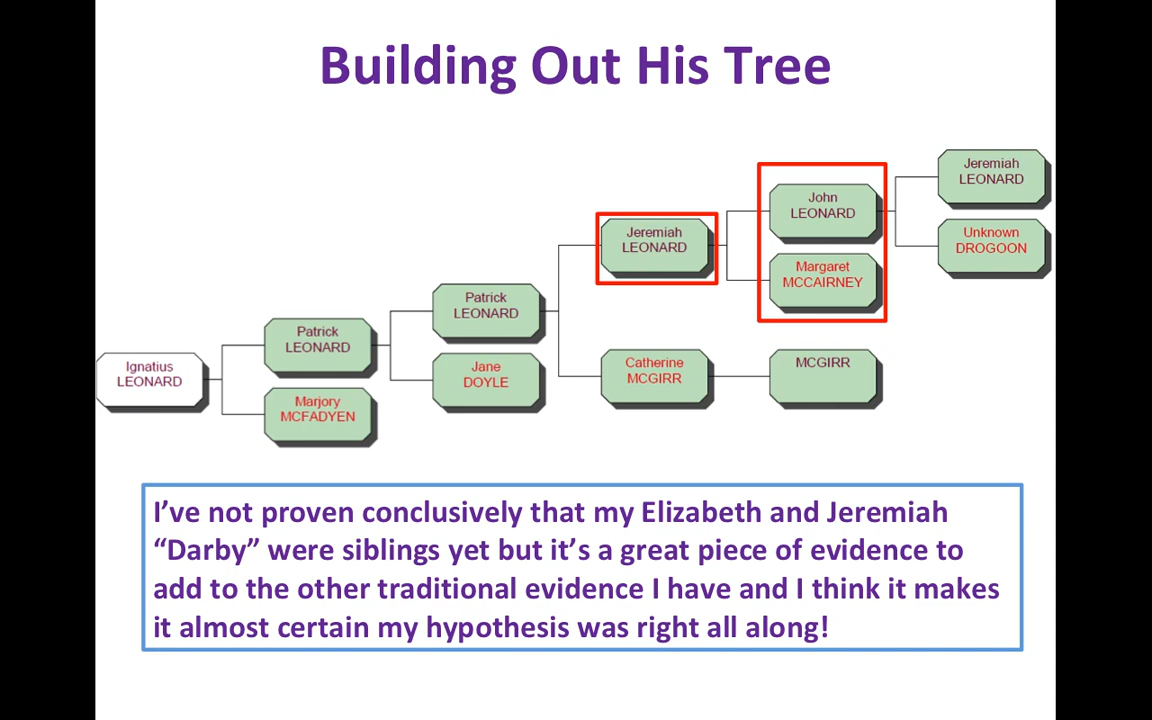 Building Out His Tree
Jeremiah
LEONARD
John
LEONARD
Unknown
DROGOON
Jeremiah
LEONARD
Margaret
MCCAIRNEY
Patrick
LEONARD
Patrick
LEONARD
Ignatius
LEONARD
Jane
DOYLE
Catherine
MCGIRR
MCGIRR
Marjory
MCFADYEN
I’ve not proven conclusively that my Elizabeth and Jeremiah
“Darby” were siblings yet but it’s a great piece of evidence to
add to the other traditional evidence I have and I think it makes
it almost certain my hypothesis was right all along!